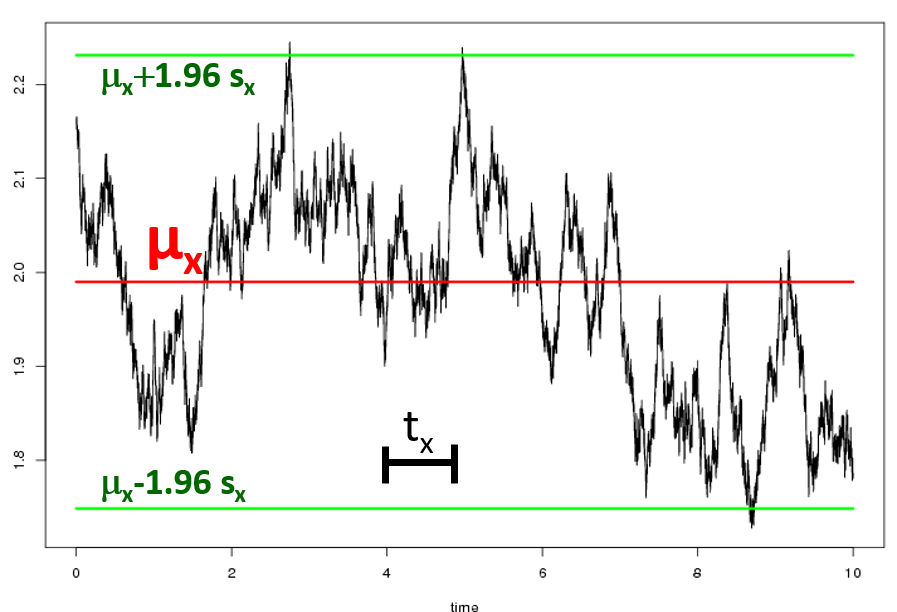 μx+1.96 sx
μx
tx
μx-1.96 sx
2.2
2.1
2.0
1.9
1.8
0 2 4 6 8 10
time